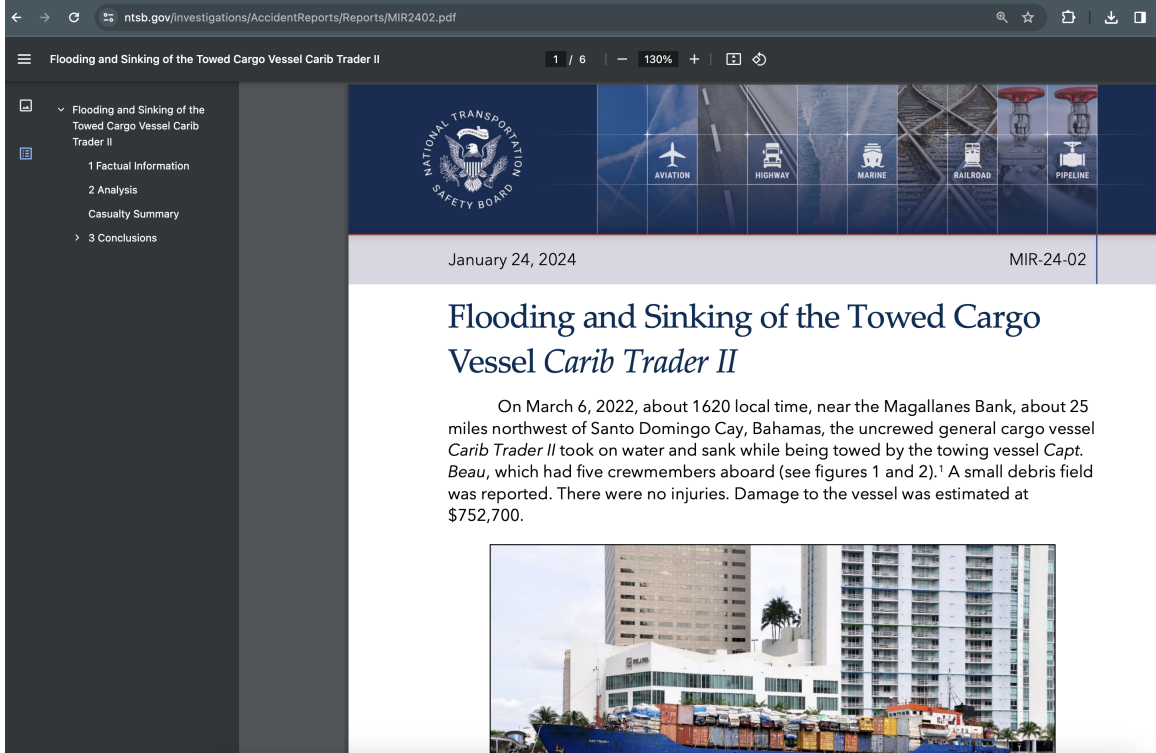 ntsb.gov/investigations/AccidentReports/Reports/MIR2402.pdf
Flooding and Sinking of the Towed Cargo Vessel Carib Trader II
1 / 6
130%
Flooding and Sinking of the
Towed Cargo Vessel Carib
Trader II
1 Factual Information
2 Analysis
Casualty Summary
3 Conclusions
NATIONAL TRANSPORTATION
SAFETY BOARD
AVIATION
HIGHWAY
MARINE
RAILROAD
PIPELINE
January 24, 2024
MIR-24-02
Flooding and Sinking of the Towed Cargo
Vessel Carib Trader II
On March 6, 2022, about 1620 local time, near the Magallanes Bank, about 25
miles northwest of Santo Domingo Cay, Bahamas, the uncrewed general cargo vessel
Carib Trader II took on water and sank while being towed by the towing vessel Capt.
Beau, which had five crewmembers aboard (see figures 1 and 2).¹ A small debris field
was reported. There were no injuries. Damage to the vessel was estimated at
$752,700.